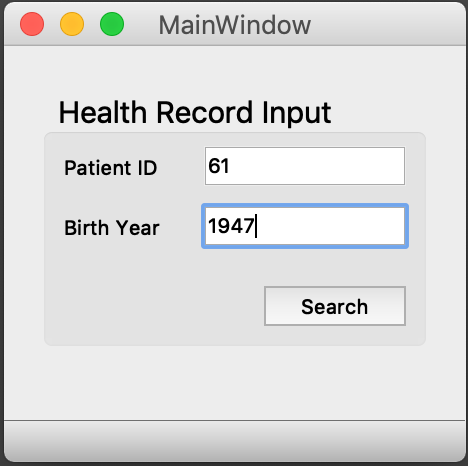 MainWindow
Health Record Input
Patient ID 61
Birth Year 1947
Search